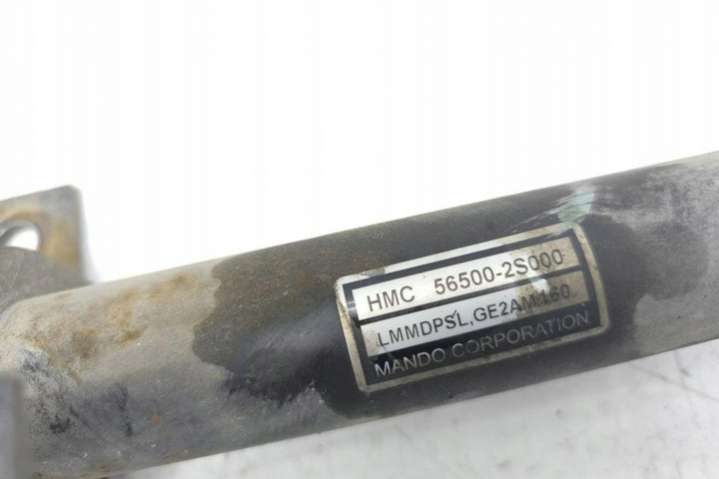 HMC 56500-2S000
LMMDPSL,GE2AM160
MANDO CORPORATION